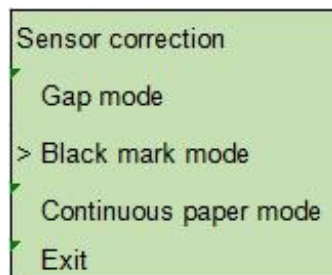 Sensor correction
Gap mode
> Black mark mode
Continuous paper mode
Exit